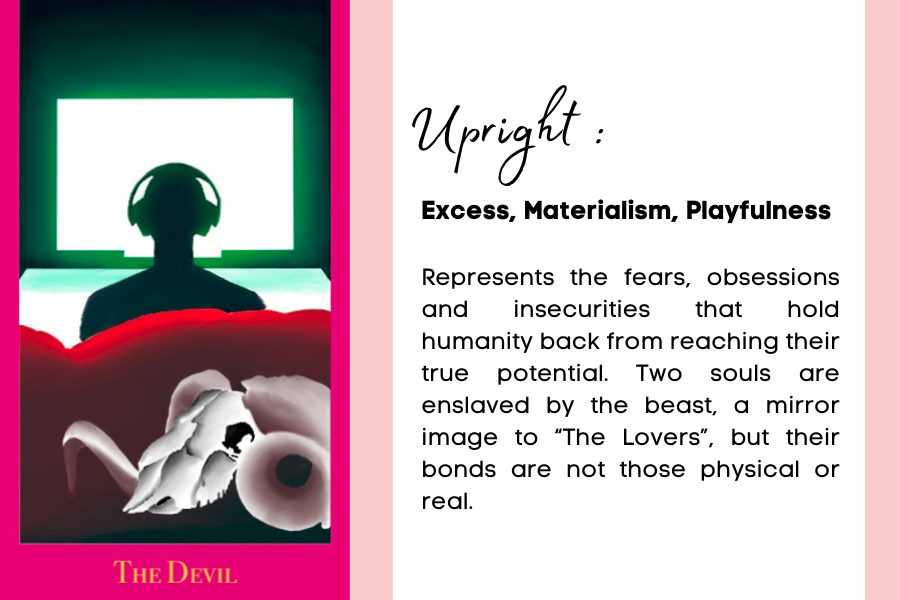 Upright :
Excess, Materialism, Playfulness
Represents the fears, obsessions
and insecurities that hold
humanity back from reaching their
true potential. Two souls are
enslaved by the beast, a mirror
image to “The Lovers”, but their
bonds are not those physical or
real.
The Devil